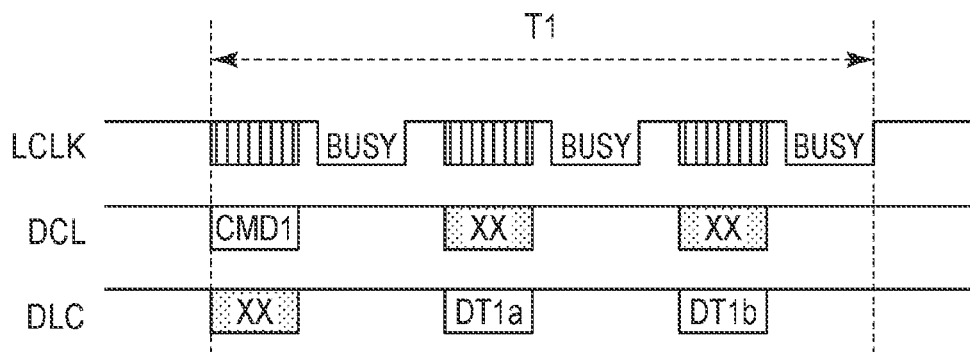 T1
LCLK BUSY BUSY BUSY
DCL CMD1 XX XX
DLC XX DT1a DT1b